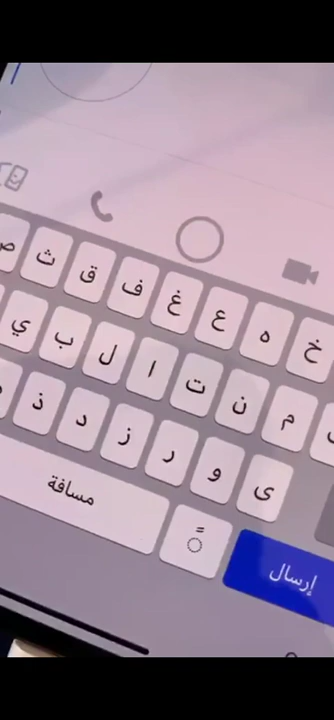 ص ث ق ف غ ع ه خ
ي ب ل ا ت ن م
ذ د ز ر و ى
مسافة ◌ً إرسال